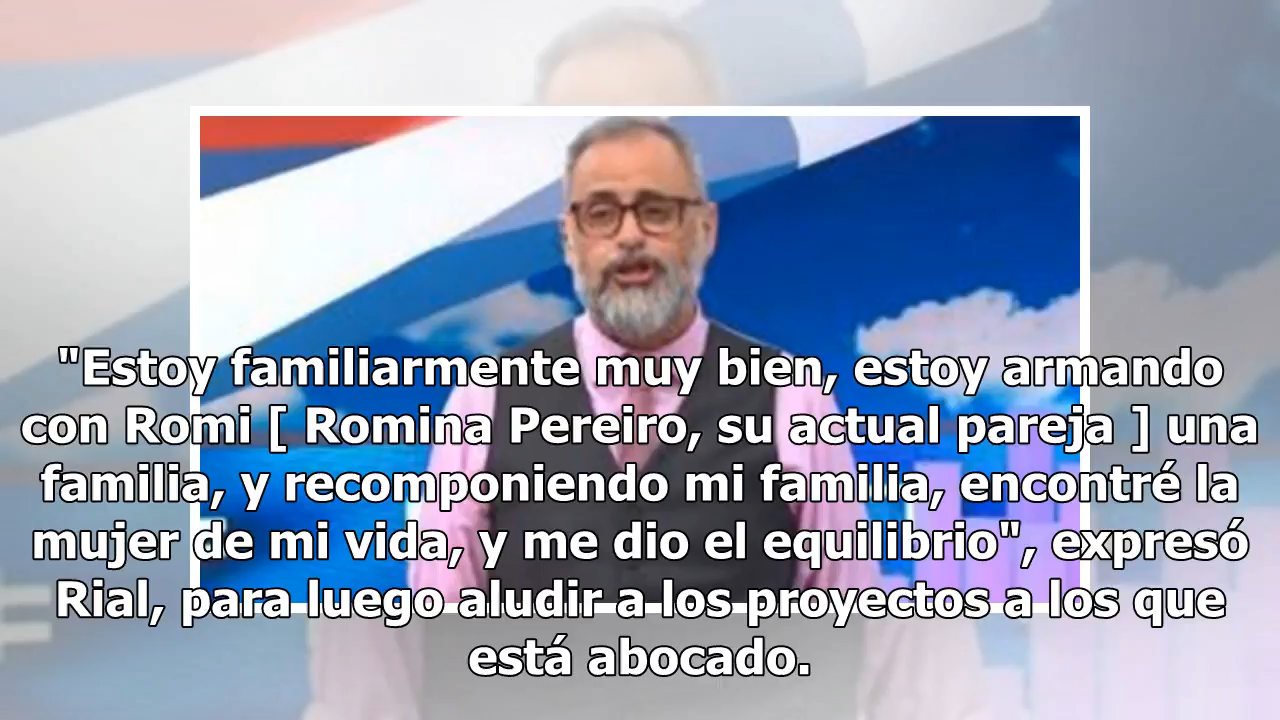 "Estoy familiarmente muy bien, estoy armando
con Romi [ Romina Pereiro, su actual pareja ] una
familia, y recomponiendo mi familia, encontré la
mujer de mi vida, y me dio el equilibrio", expresó
Rial, para luego aludir a los proyectos a los que
está abocado.